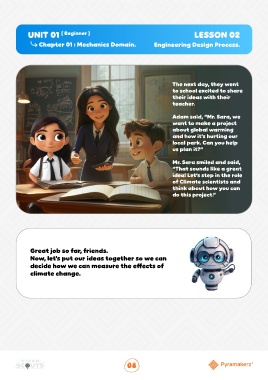 UNIT 01 [ Beginner ]
Chapter 01 : Mechanics Domain.
LESSON 02
Engineering Design Process.
The next day, they went
to school excited to share
their ideas with their
teacher.
Adam said, "Mr. Sara, we
want to make a project
about global warming
and how it's hurting our
local park. Can you help
us plan it?"
Mr. Sara smiled and said,
"That sounds like a great
idea! Let's step in the role
of Climate scientists and
think about how you can
do this project?"
Great job so far, friends.
Now, let's put our ideas together so we can
decide how we can measure the effects of
climate change.
08
Pyramakerz